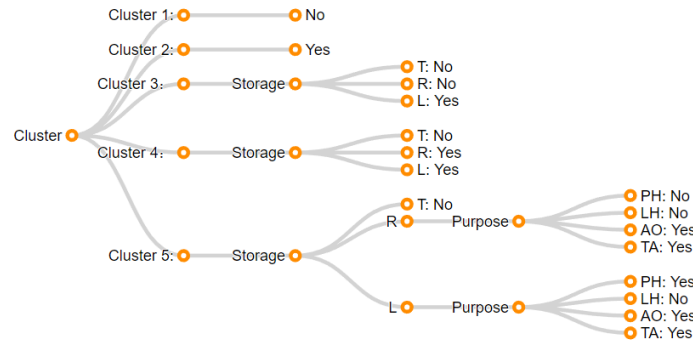 Cluster 1:
No
Cluster 2:
Yes
Cluster 3:
Storage
T: No
R: No
L: Yes
Cluster
Cluster 4:
Storage
T: No
R: Yes
L: Yes
Cluster 5:
Storage
T: No
R
Purpose
PH: No
LH: No
AO: Yes
TA: Yes
L
Purpose
PH: Yes
LH: No
AO: Yes
TA: Yes